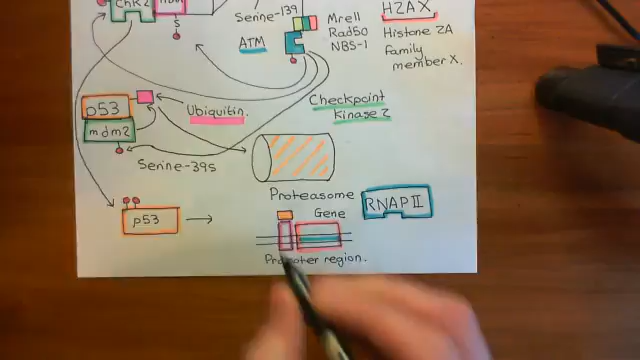 Chk2
S
Serine-139
ATM
Mre11
Rad50
NBS-1
H2AX
Histone 2A
family
member X.
p53
mdm2
Ubiquitin.
Checkpoint
kinase 2
Serine-395
Proteasome
p53
Gene
RNAP II
Promoter region.